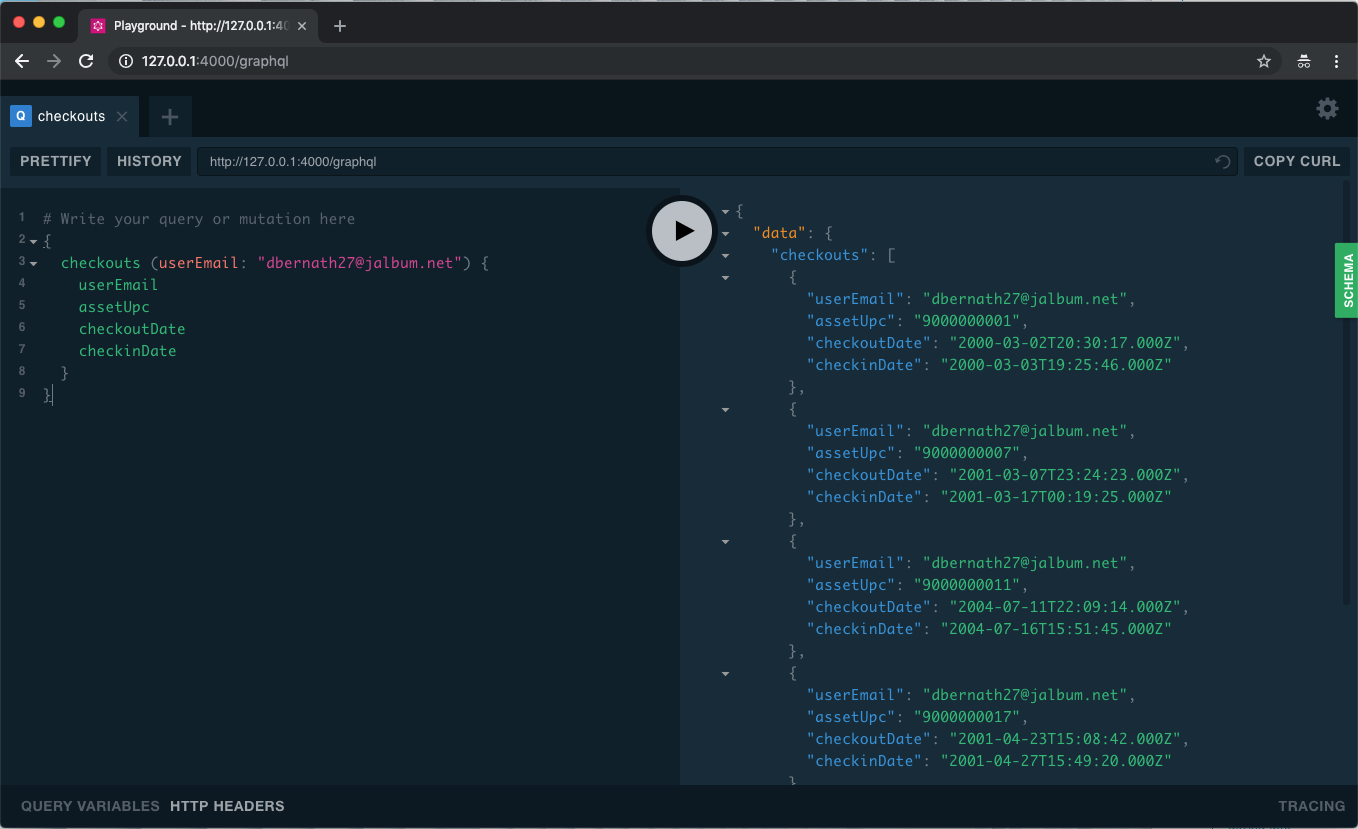 Playground - http://127.0.0.1:40
127.0.0.1:4000/graphql
Q checkouts
PRETTIFY HISTORY http://127.0.0.1:4000/graphql COPY CURL
1 # Write your query or mutation here
2 {
3 checkouts (userEmail: "dbernath27@jalbum.net") {
4 userEmail
5 assetUpc
6 checkoutDate
7 checkinDate
8 }
9 }
{
"data": {
"checkouts": [
{
"userEmail": "dbernath27@jalbum.net",
"assetUpc": "9000000001",
"checkoutDate": "2000-03-02T20:30:17.000Z",
"checkinDate": "2000-03-03T19:25:46.000Z"
},
{
"userEmail": "dbernath27@jalbum.net",
"assetUpc": "9000000007",
"checkoutDate": "2001-03-07T23:24:23.000Z",
"checkinDate": "2001-03-17T00:19:25.000Z"
},
{
"userEmail": "dbernath27@jalbum.net",
"assetUpc": "9000000011",
"checkoutDate": "2004-07-11T22:09:14.000Z",
"checkinDate": "2004-07-16T15:51:45.000Z"
},
{
"userEmail": "dbernath27@jalbum.net",
"assetUpc": "9000000017",
"checkoutDate": "2001-04-23T15:08:42.000Z",
"checkinDate": "2001-04-27T15:49:20.000Z"
}
SCHEMA
QUERY VARIABLES HTTP HEADERS TRACING